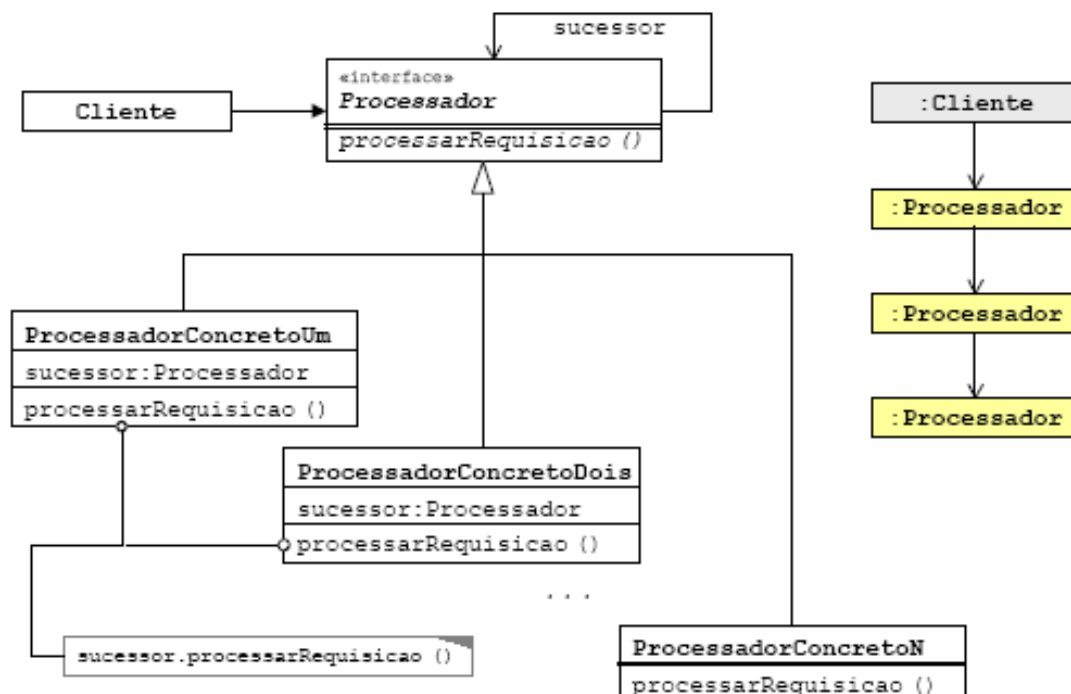 sucessor
«interface»
Processador
processarRequisicao ()
Cliente
:Cliente
:Processador
:Processador
:Processador
ProcessadorConcretoUm
sucessor:Processador
processarRequisicao ()
ProcessadorConcretoDois
sucessor:Processador
processarRequisicao ()
...
sucessor.processarRequisicao ()
ProcessadorConcretoN
processarRequisicao ()